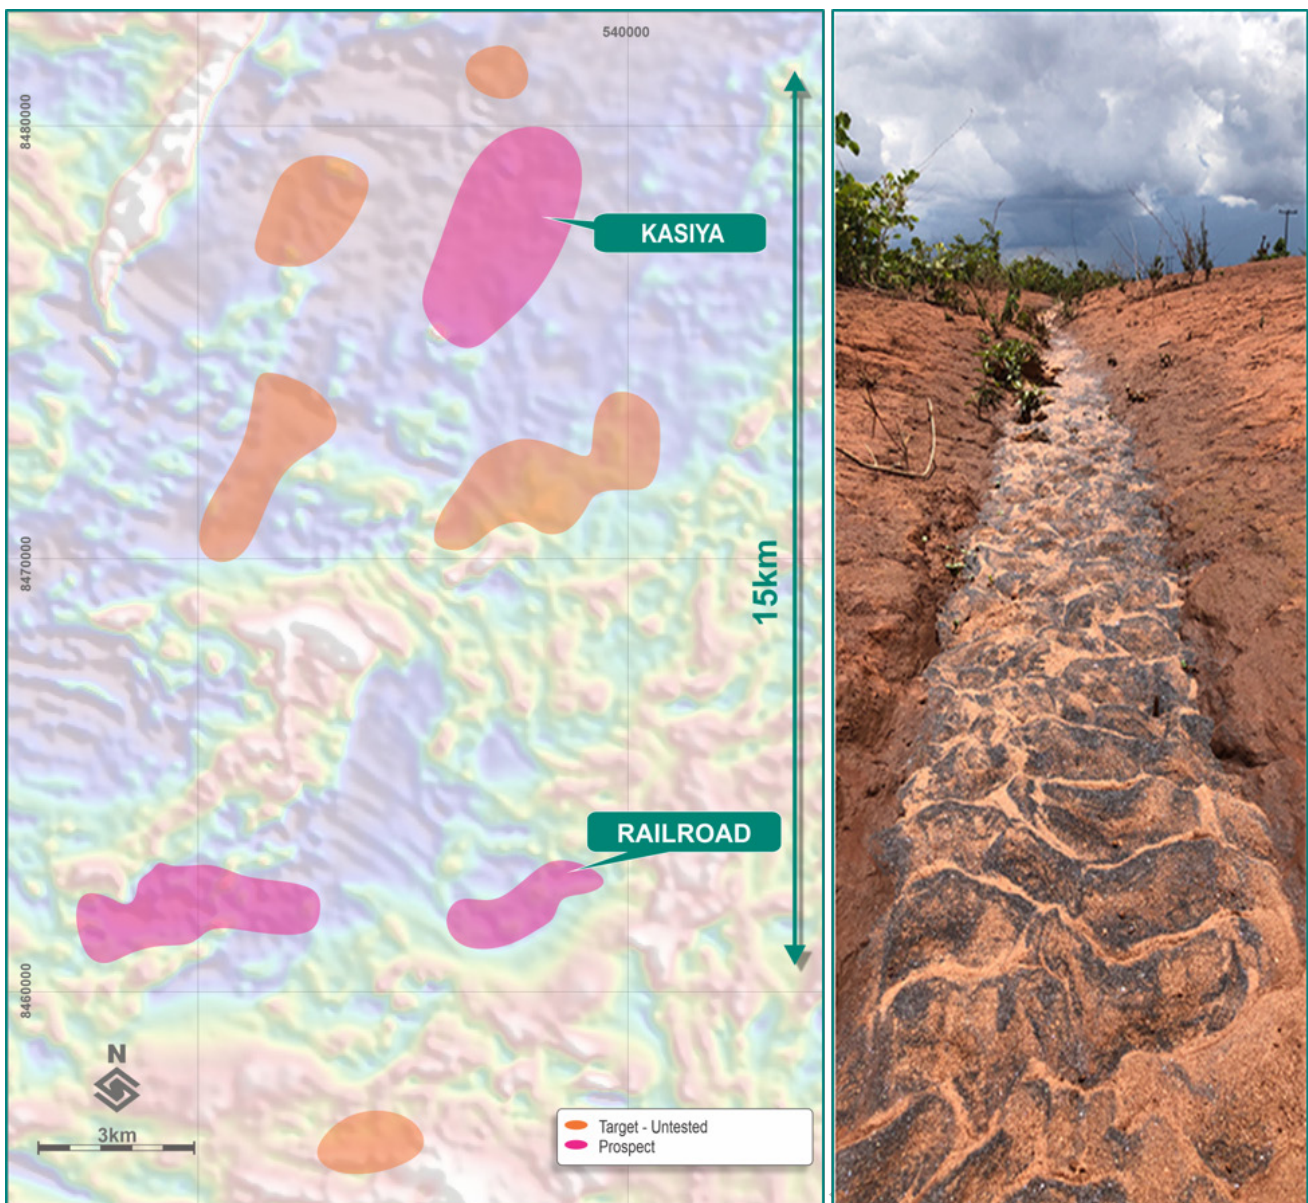 540000
8480000
KASIYA
8470000
15km
RAILROAD
8460000
N
3km
Target - Untested
Prospect